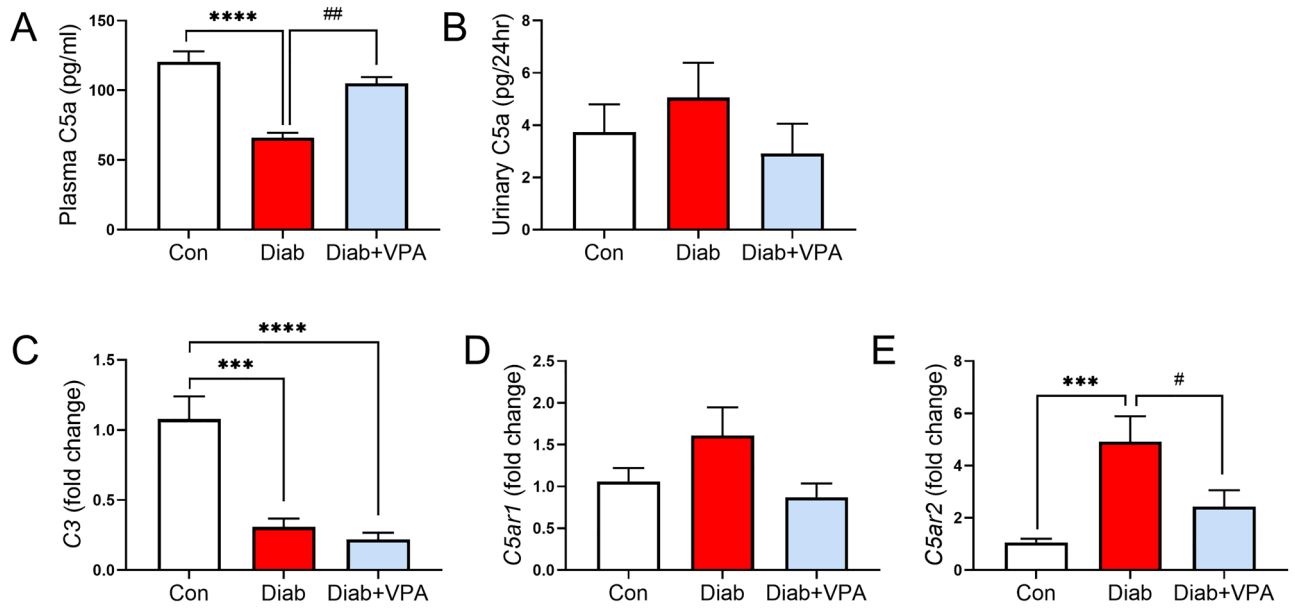 A
Plasma C5a (pg/ml)
150
100
50
0
****
##
Con
Diab
Diab+VPA
B
Urinary C5a (pg/24hr)
8
6
4
2
0
Con
Diab
Diab+VPA
C
C3 (fold change)
1.5
1.0
0.5
0.0
****
***
Con
Diab
Diab+VPA
D
C5ar1 (fold change)
2.5
2.0
1.5
1.0
0.5
0.0
Con
Diab
Diab+VPA
E
C5ar2 (fold change)
8
6
4
2
0
***
#
Con
Diab
Diab+VPA